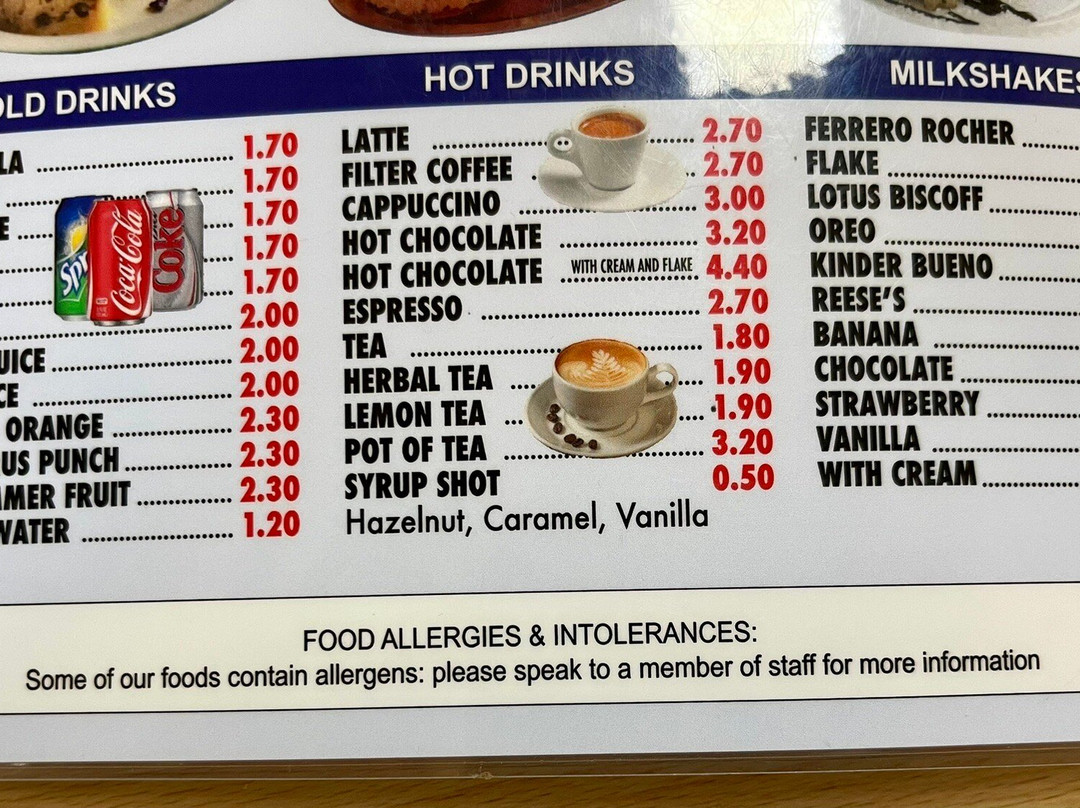 OLD DRINKS
LA 1.70
1.70
E 1.70
1.70
1.70
2.00
UICE 2.00
CE 2.00
ORANGE 2.30
US PUNCH 2.30
MER FRUIT 2.30
WATER 1.20
Spr
Coca-Cola
Coke
HOT DRINKS
LATTE 2.70
FILTER COFFEE 2.70
CAPPUCCINO 3.00
HOT CHOCOLATE 3.20
HOT CHOCOLATE WITH CREAM AND FLAKE 4.40
ESPRESSO 2.70
TEA 1.80
HERBAL TEA 1.90
LEMON TEA 1.90
POT OF TEA 3.20
SYRUP SHOT 0.50
Hazelnut, Caramel, Vanilla
MILKSHAKES
FERRERO ROCHER
FLAKE
LOTUS BISCOFF
OREO
KINDER BUENO
REESE'S
BANANA
CHOCOLATE
STRAWBERRY
VANILLA
WITH CREAM
FOOD ALLERGIES & INTOLERANCES:
Some of our foods contain allergens: please speak to a member of staff for more information